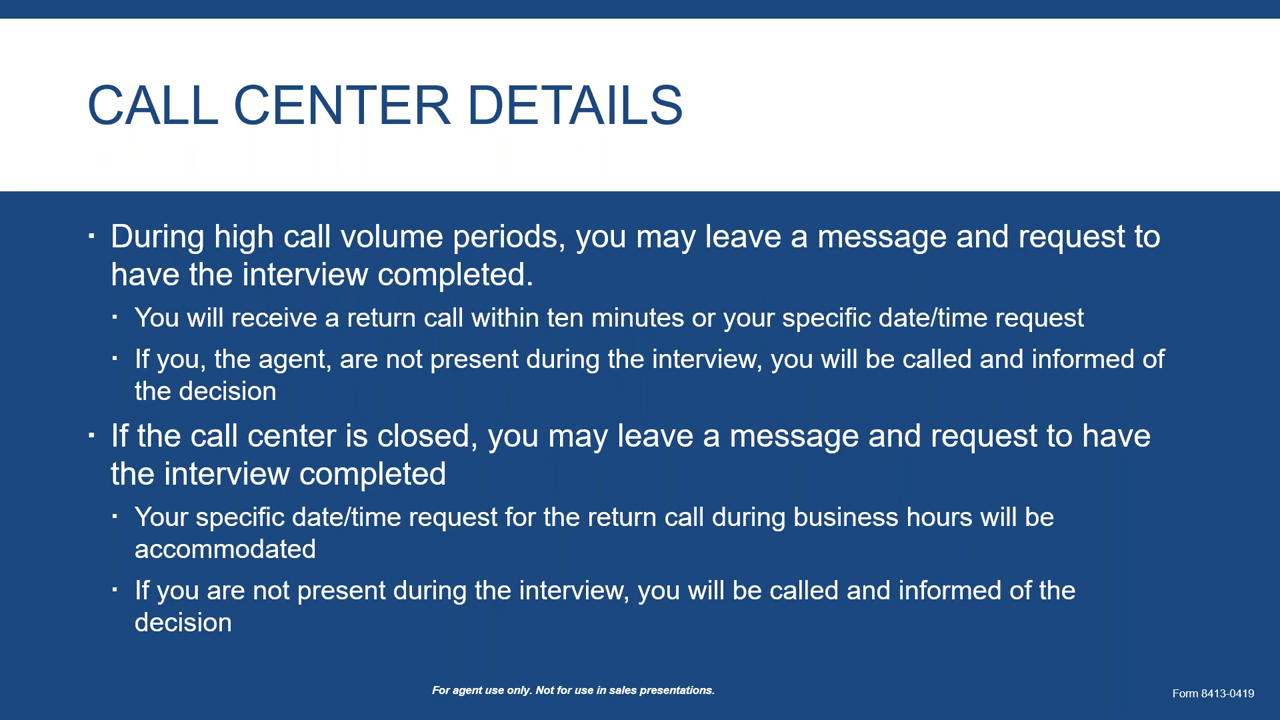 CALL CENTER DETAILS
▪ During high call volume periods, you may leave a message and request to
have the interview completed.
▪ You will receive a return call within ten minutes or your specific date/time request
▪ If you, the agent, are not present during the interview, you will be called and informed of
the decision
▪ If the call center is closed, you may leave a message and request to have
the interview completed
▪ Your specific date/time request for the return call during business hours will be
accommodated
▪ If you are not present during the interview, you will be called and informed of the
decision
For agent use only. Not for use in sales presentations.
Form 8413-0419